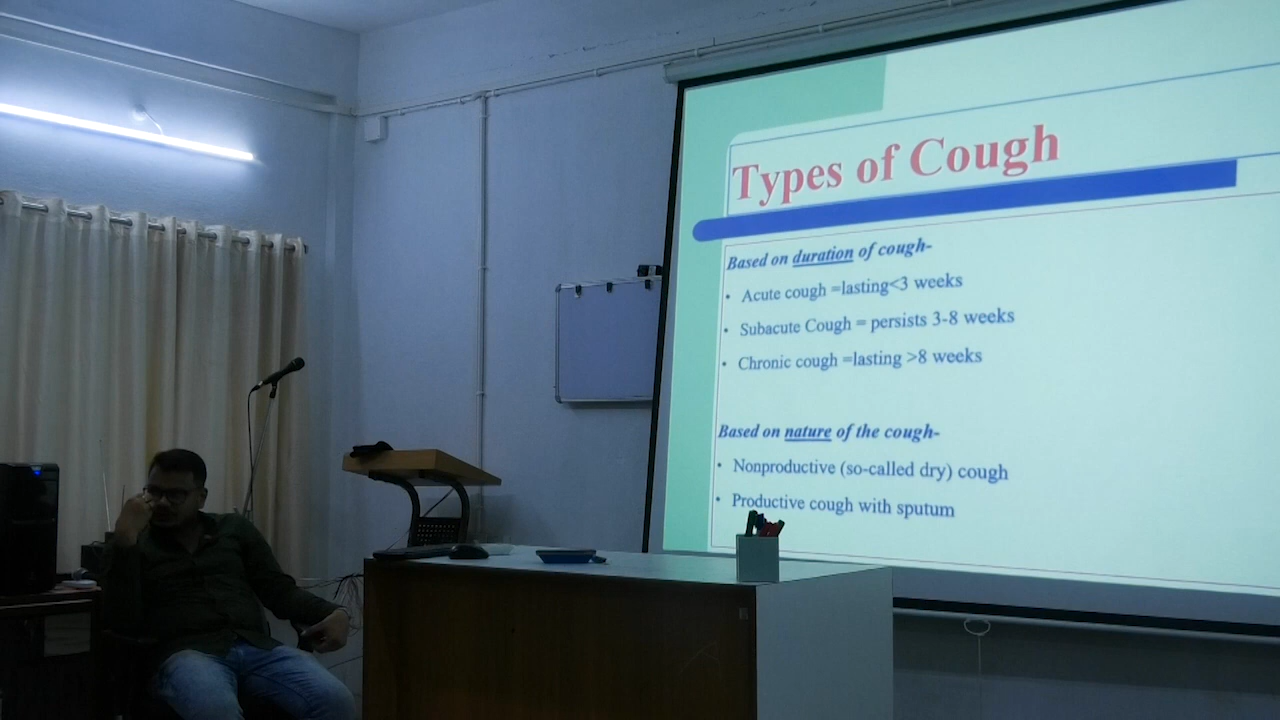 Types of Cough
Based on duration of cough-
• Acute cough =lasting<3 weeks
• Subacute Cough = persists 3-8 weeks
• Chronic cough =lasting >8 weeks
Based on nature of the cough-
• Nonproductive (so-called dry) cough
• Productive cough with sputum